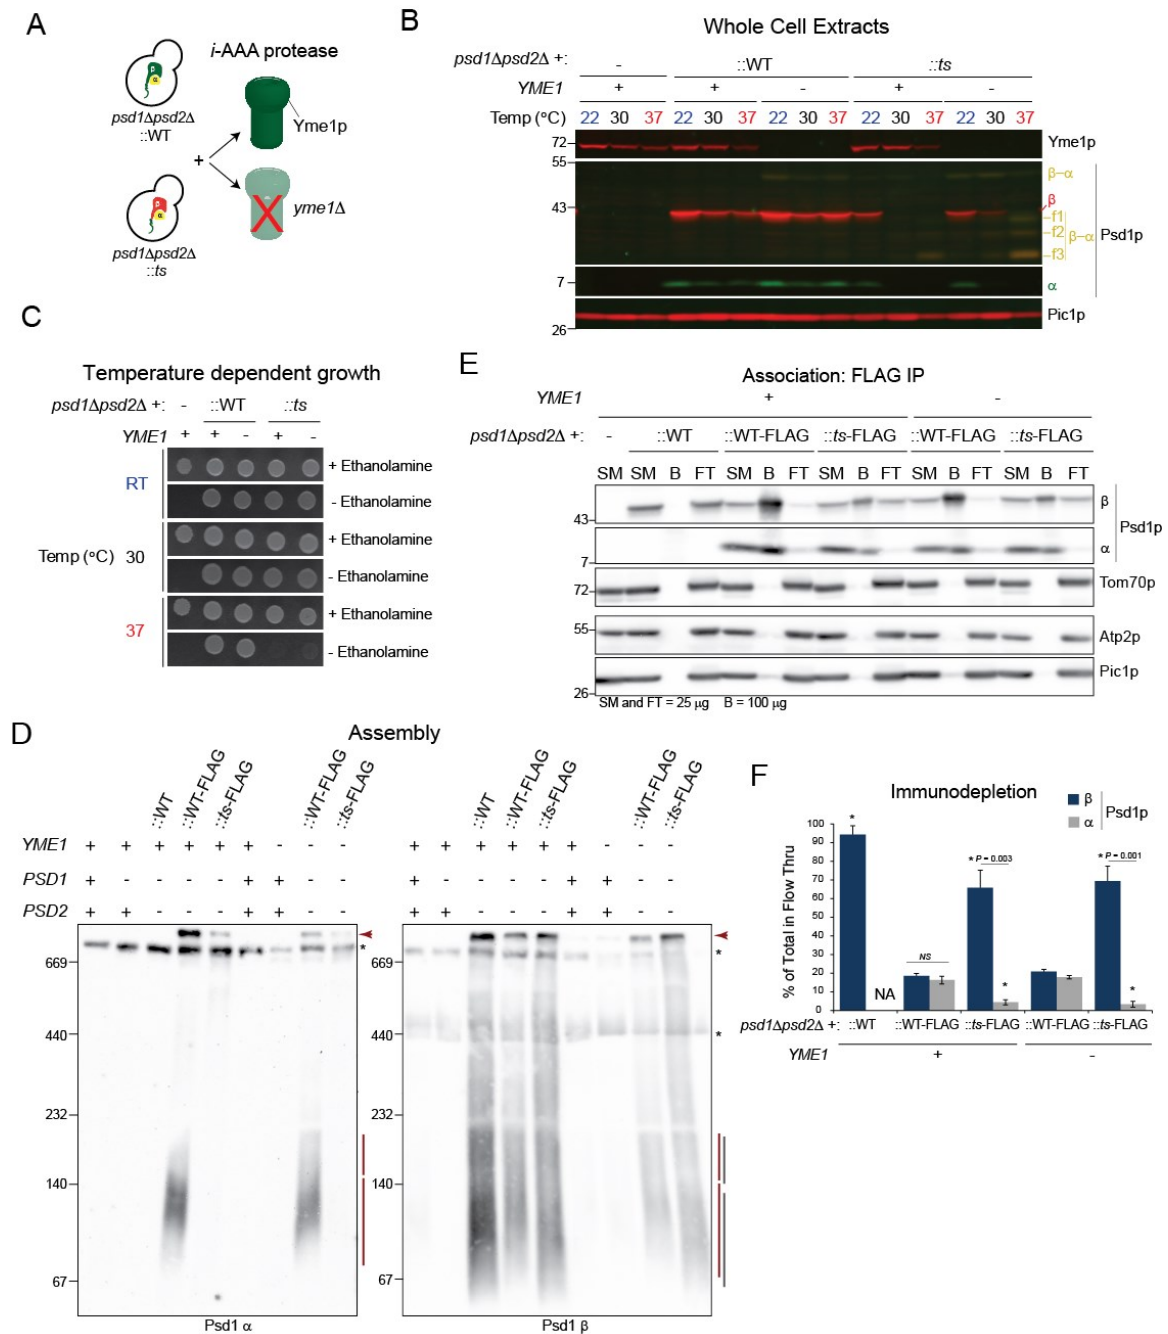 A
i-AAA protease
β
α
psd1Δpsd2Δ
::WT
Yme1p
+
β
α
yme1Δ
X
psd1Δpsd2Δ
::ts
B
Whole Cell Extracts
psd1Δpsd2Δ +: - ::WT ::ts
YME1 + + - + -
Temp (°C) 22 30 37 22 30 37 22 30 37 22 30 37 22 30 37
72 Yme1p
55
β-α
43 β
f1
f2 β-α Psd1p
f3
7 α
Pic1p
26
C
Temperature dependent growth
psd1Δpsd2Δ +: - ::WT ::ts
YME1 + + - + -
RT + Ethanolamine
- Ethanolamine
Temp (°C) 30 + Ethanolamine
- Ethanolamine
37 + Ethanolamine
- Ethanolamine
E
Association: FLAG IP
YME1 + -
psd1Δpsd2Δ +: - ::WT ::WT-FLAG ::ts-FLAG ::WT-FLAG ::ts-FLAG
SM SM B FT SM B FT SM B FT SM B FT SM B FT
43 β
Psd1p
7 α
72 Tom70p
55 Atp2p
Pic1p
26
SM and FT = 25 μg B = 100 μg
D
Assembly
::WT ::WT-FLAG ::ts-FLAG ::WT-FLAG ::ts-FLAG ::WT ::WT-FLAG ::ts-FLAG ::WT-FLAG ::ts-FLAG
YME1 + + + + + + - - - + + + + + + - - -
PSD1 + - - - - + + - - + - - - - + + - -
PSD2 + + - - - + + - - + + - - - + + - -
* *
669 669
440 440 *
232 232
140 140
67 67
Psd1 α Psd1 β
F
Immunodepletion
β
α Psd1p
% of Total in Flow Thru
100
90
80
70
60
50
40
30
20
10
0
*
NA
NS
* P = 0.003
*
* P = 0.001
*
psd1Δpsd2Δ +: ::WT ::WT-FLAG ::ts-FLAG ::WT-FLAG ::ts-FLAG
YME1 + -